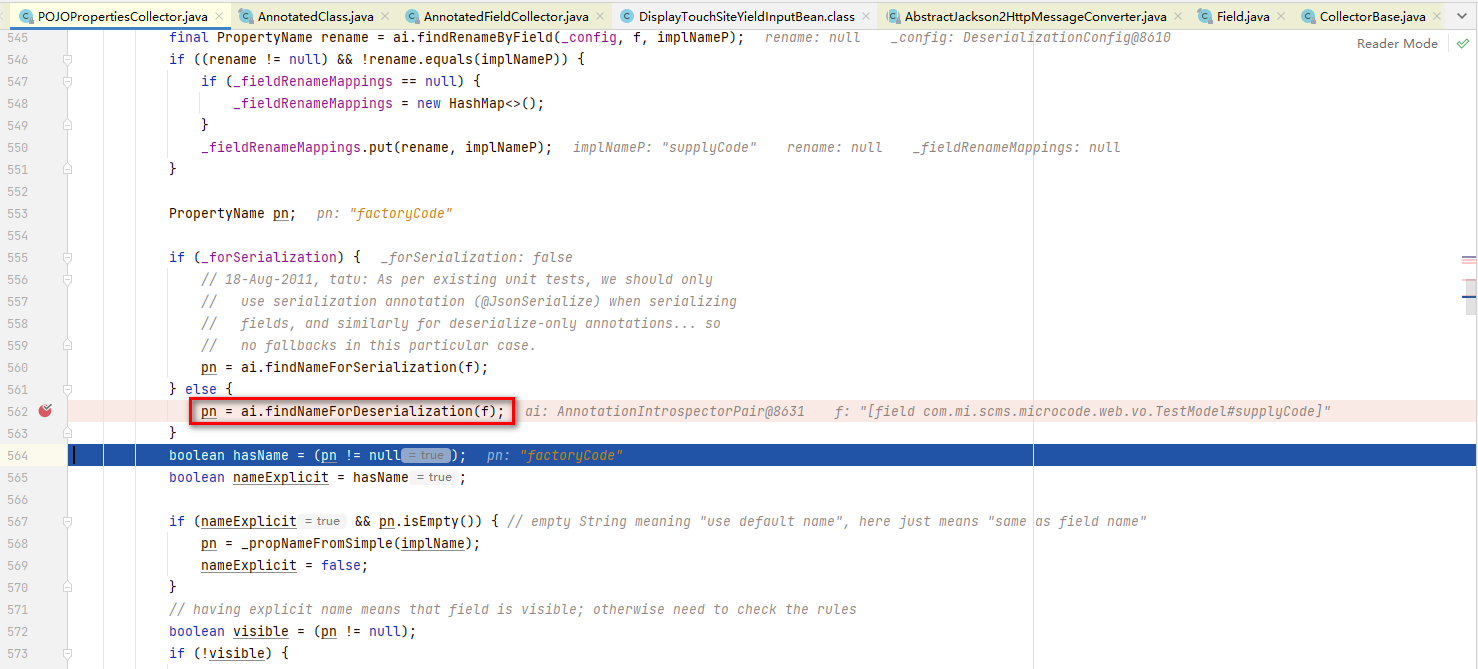 POJOPropertiesCollector.java AnnotatedClass.java AnnotatedFieldCollector.java DisplayTouchSiteYieldInputBean.class AbstractJackson2HttpMessageConverter.java Field.java CollectorBase.java
545 final PropertyName rename = ai.findRenameByField(_config, f, implNameP); rename: null _config: DeserializationConfig@8610
Reader Mode
546 if ((rename != null) && !rename.equals(implNameP)) {
547 if (_fieldRenameMappings == null) {
548 _fieldRenameMappings = new HashMap<>();
549 }
550 _fieldRenameMappings.put(rename, implNameP); implNameP: "supplyCode" rename: null _fieldRenameMappings: null
551 }
552
553 PropertyName pn; pn: "factoryCode"
554
555 if (_forSerialization) { _forSerialization: false
556 // 18-Aug-2011, tatu: As per existing unit tests, we should only
557 // use serialization annotation (@JsonSerialize) when serializing
558 // fields, and similarly for deserialize-only annotations... so
559 // no fallbacks in this particular case.
560 pn = ai.findNameForSerialization(f);
561 } else {
562 pn = ai.findNameForDeserialization(f); ai: AnnotationIntrospectorPair@8631 f: "[field com.mi.scms.microcode.web.vo.TestModel#supplyCode]"
563 }
564 boolean hasName = (pn != null = true ); pn: "factoryCode"
565 boolean nameExplicit = hasName = true ;
566
567 if (nameExplicit = true && pn.isEmpty()) { // empty String meaning "use default name", here just means "same as field name"
568 pn = _propNameFromSimple(implName);
569 nameExplicit = false;
570 }
571 // having explicit name means that field is visible; otherwise need to check the rules
572 boolean visible = (pn != null);
573 if (!visible) {